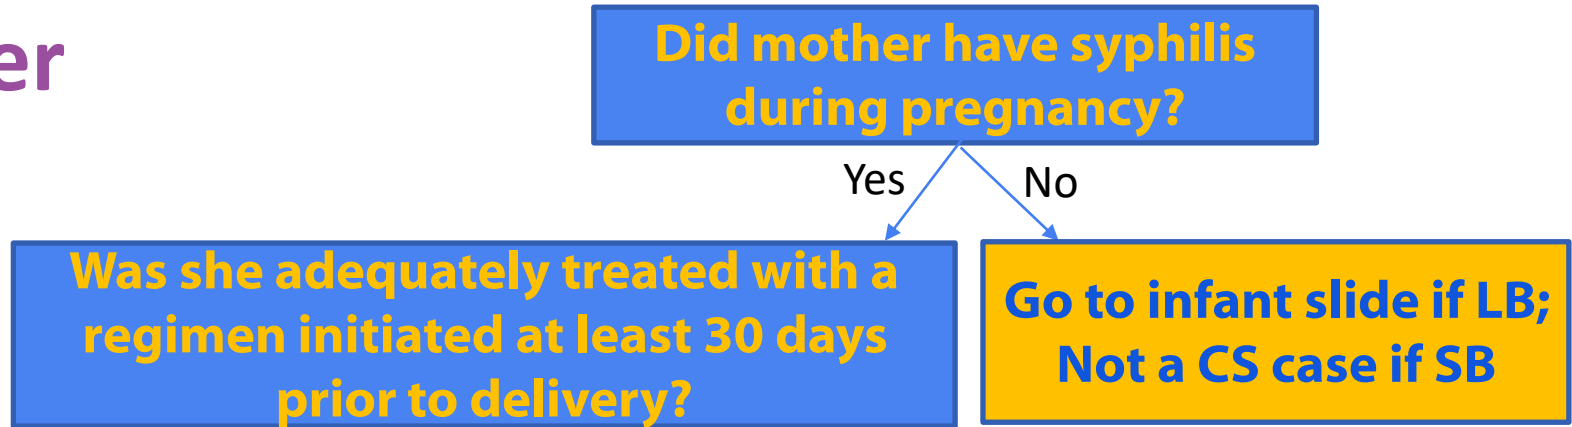 er
Did mother have syphilis
during pregnancy?
Yes
No
Was she adequately treated with a
regimen initiated at least 30 days
prior to delivery?
Go to infant slide if LB;
Not a CS case if SB